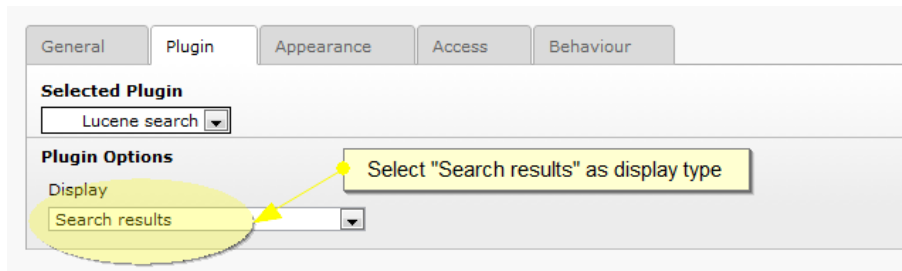 General Plugin Appearance Access Behaviour
Selected Plugin
Lucene search
Plugin Options
Select "Search results" as display type
Display
Search results